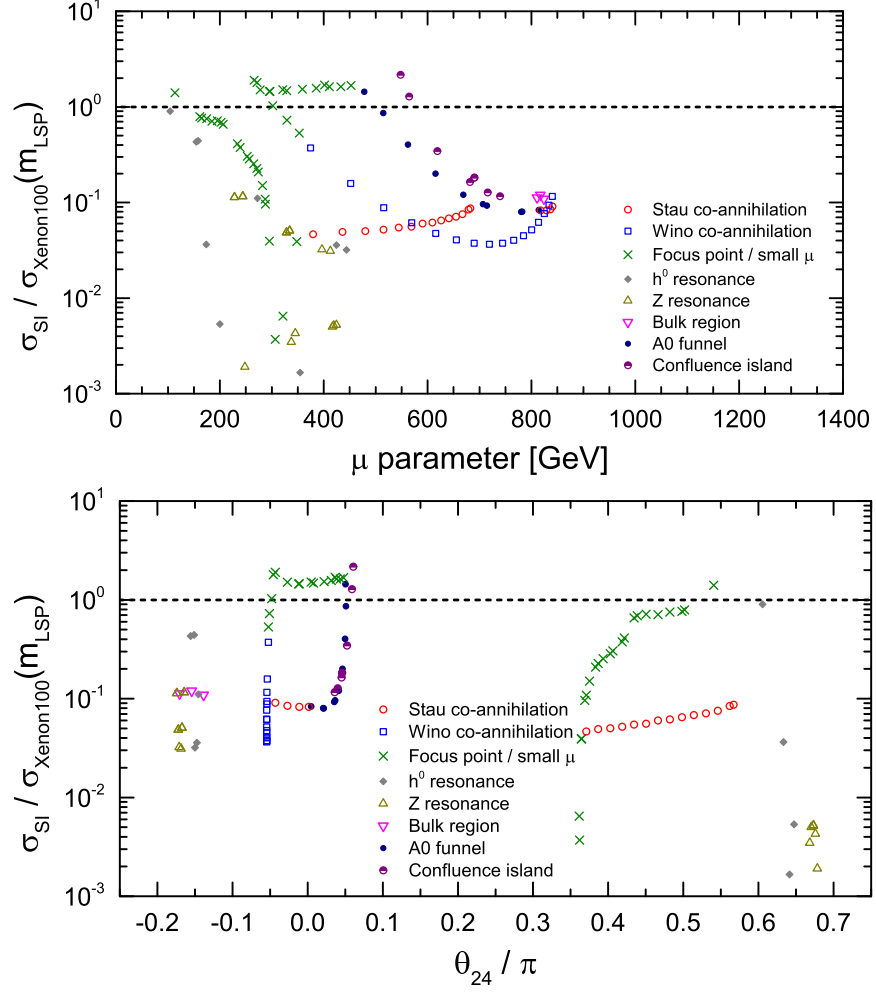 10^1
10^0
10^-1
10^-2
10^-3
σ_SI / σ_Xenon100(m_LSP)
Stau co-annihilation
Wino co-annihilation
Focus point / small μ
h^0 resonance
Z resonance
Bulk region
A0 funnel
Confluence island
0 200 400 600 800 1000 1200 1400
μ parameter [GeV]
10^1
10^0
10^-1
10^-2
10^-3
σ_SI / σ_Xenon100(m_LSP)
Stau co-annihilation
Wino co-annihilation
Focus point / small μ
h^0 resonance
Z resonance
Bulk region
A0 funnel
Confluence island
-0.2 -0.1 0.0 0.1 0.2 0.3 0.4 0.5 0.6 0.7
θ_24 / π